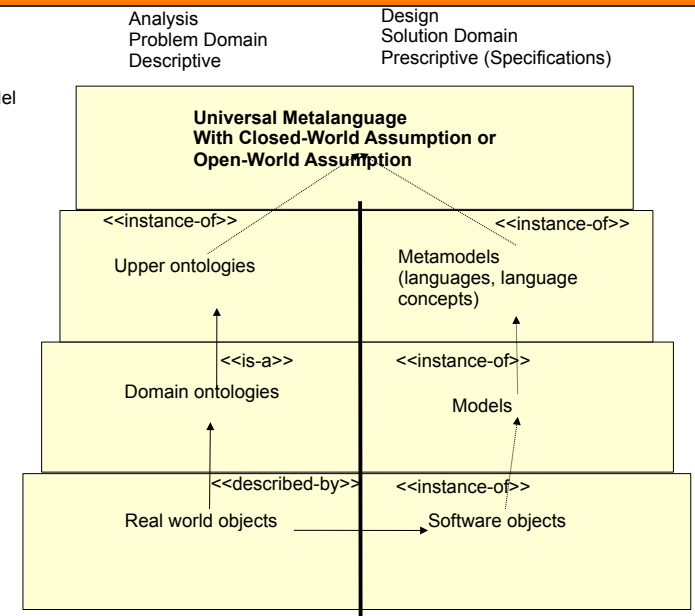 Analysis
Problem Domain
Descriptive
Design
Solution Domain
Prescriptive (Specifications)
Universal Metalanguage
With Closed-World Assumption or
Open-World Assumption
<<instance-of>>
<<instance-of>>
Upper ontologies
Metamodels
(languages, language
concepts)
<<is-a>>
<<instance-of>>
Domain ontologies
Models
<<described-by>>
<<instance-of>>
Real world objects
Software objects